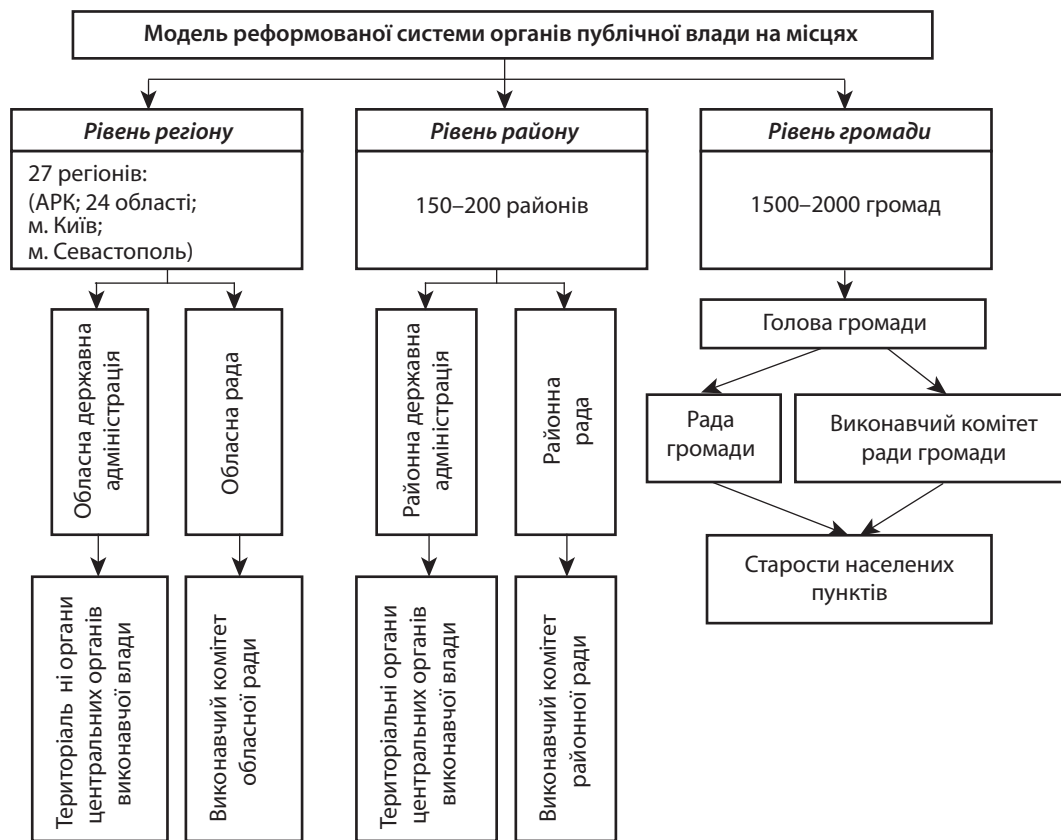 Модель реформованої системи органів публічної влади на місцях
Рівень регіону
27 регіонів:
(АРК; 24 області;
м. Київ;
м. Севастополь)
Обласна державна
адміністрація
Обласна рада
Територіаль ні органи
центральних органів
виконавчої влади
Виконавчий комітет
обласної ради
Рівень району
150–200 районів
Районна державна
адміністрація
Районна
рада
Територіальні органи
центральних органів
виконавчої влади
Виконавчий комітет
районної ради
Рівень громади
1500–2000 громад
Голова громади
Рада
громади
Виконавчий комітет
ради громади
Старости населених
пунктів